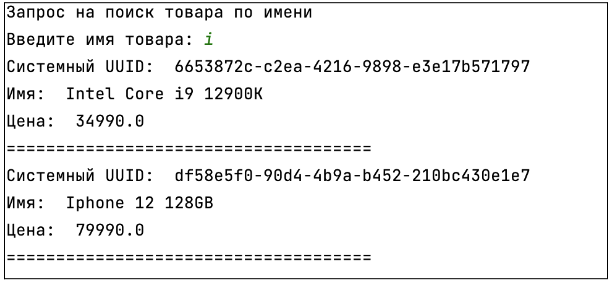 Запрос на поиск товара по имени
Введите имя товара: i
Системный UUID:  6653872c-c2ea-4216-9898-e3e17b571797
Имя:  Intel Core i9 12900K
Цена:  34990.0
=====================================
Системный UUID:  df58e5f0-90d4-4b9a-b452-210bc430e1e7
Имя:  Iphone 12 128GB
Цена:  79990.0
=====================================